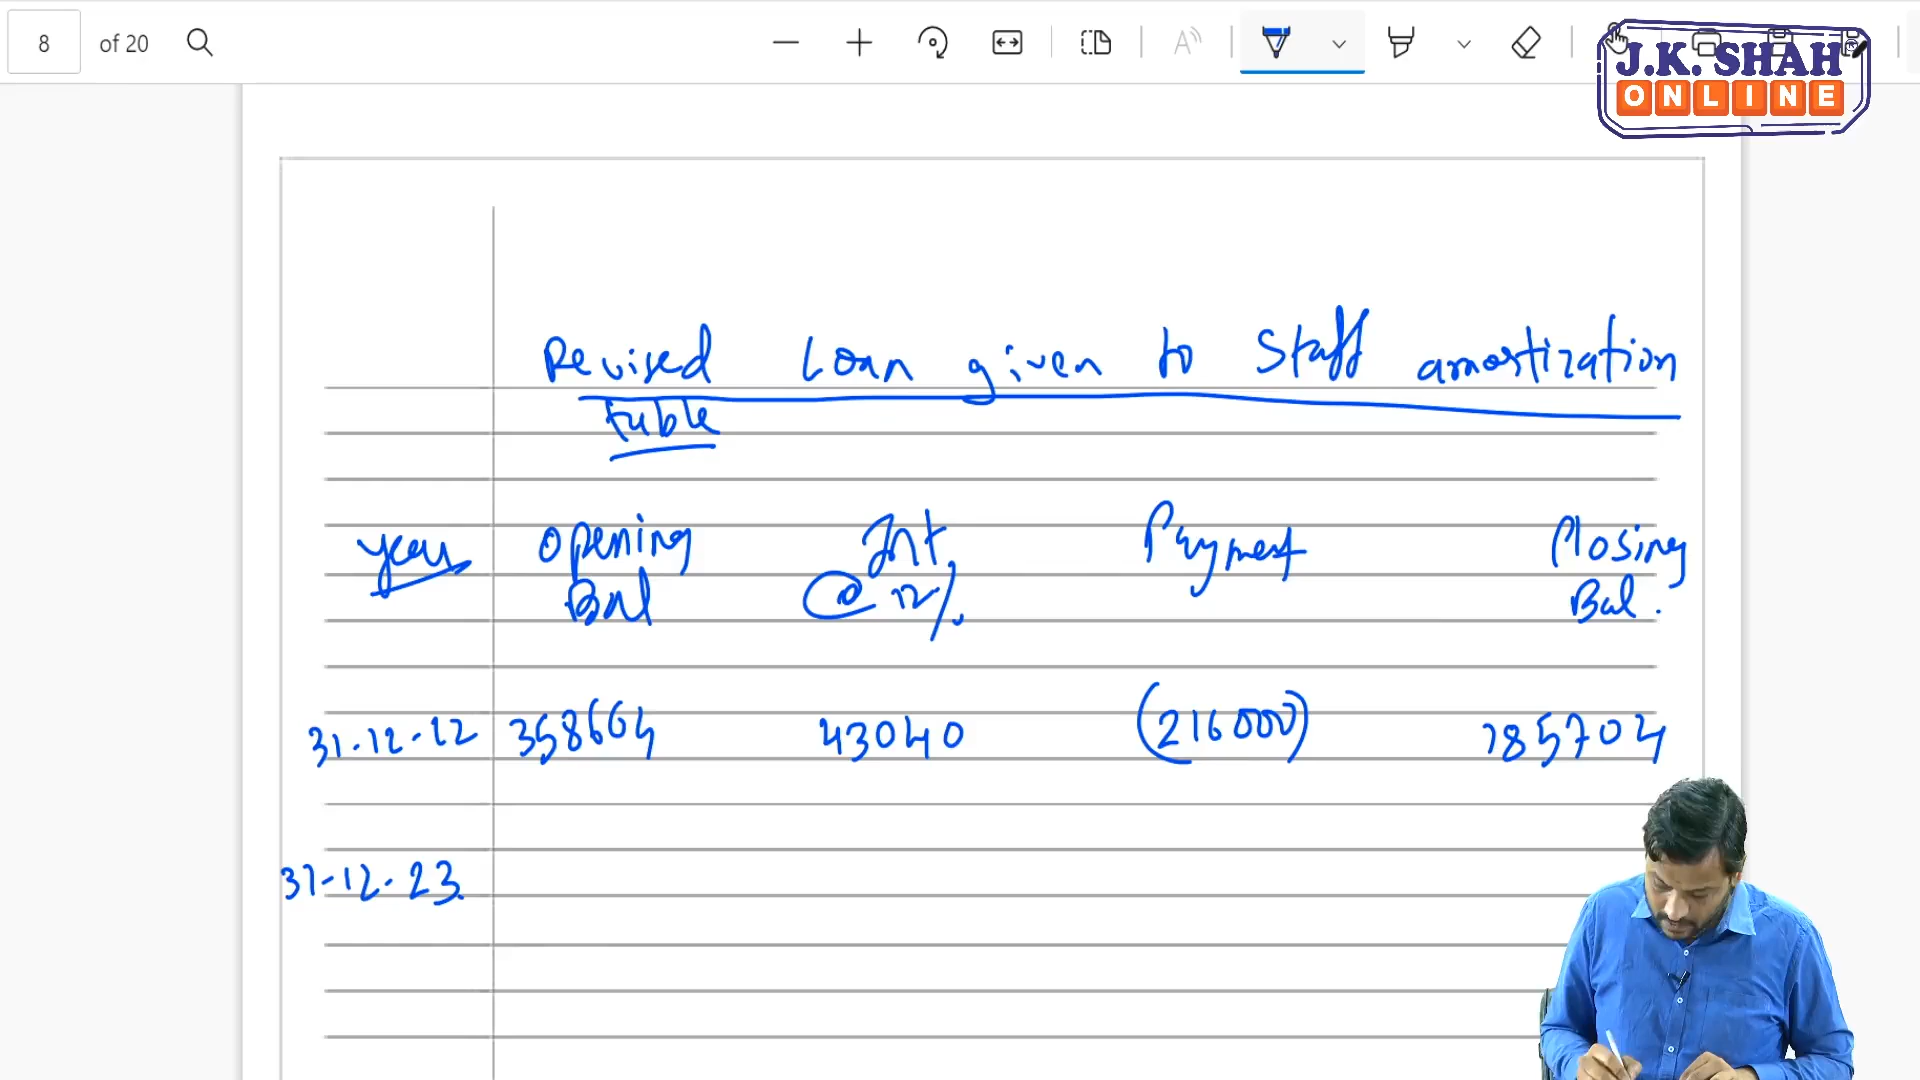 8 of 20
J.K. SHAH
ONLINE
Revised Loan given to Staff amortization
table
year Opening Bal Int @ 12% Payment Closing Bal.
31-12-22 358664 43040 (216000) 185704
31-12-23